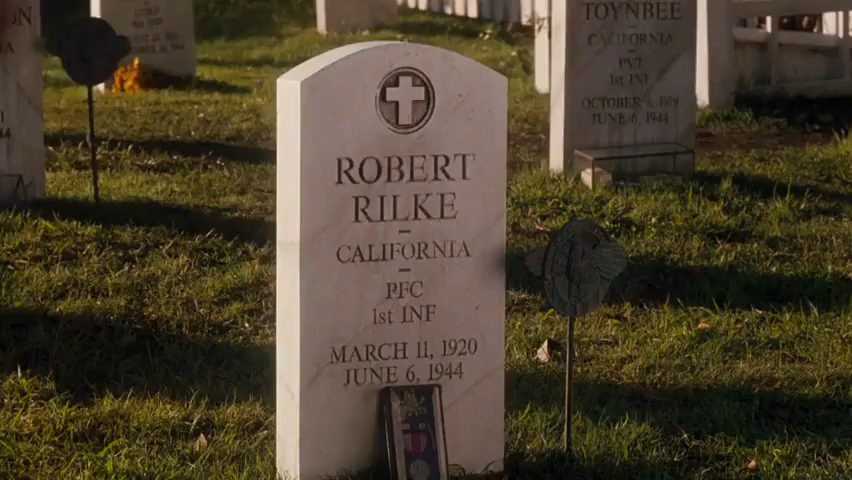 ROBERT
RILKE
CALIFORNIA
PFC
1st INF
MARCH 11, 1920
JUNE 6, 1944
TOYNBEE
CALIFORNIA
PVT
1st INF
OCTOBER
JUNE 6, 1944